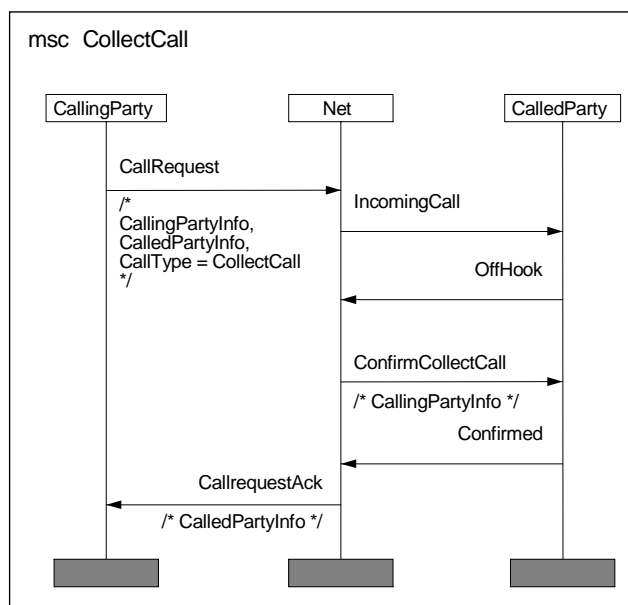 msc CollectCall
CallingParty
Net
CalledParty
CallRequest
/*
CallingPartyInfo,
CalledPartyInfo,
CallType = CollectCall
*/
IncomingCall
OffHook
ConfirmCollectCall
/* CallingPartyInfo */
Confirmed
CallrequestAck
/* CalledPartyInfo */